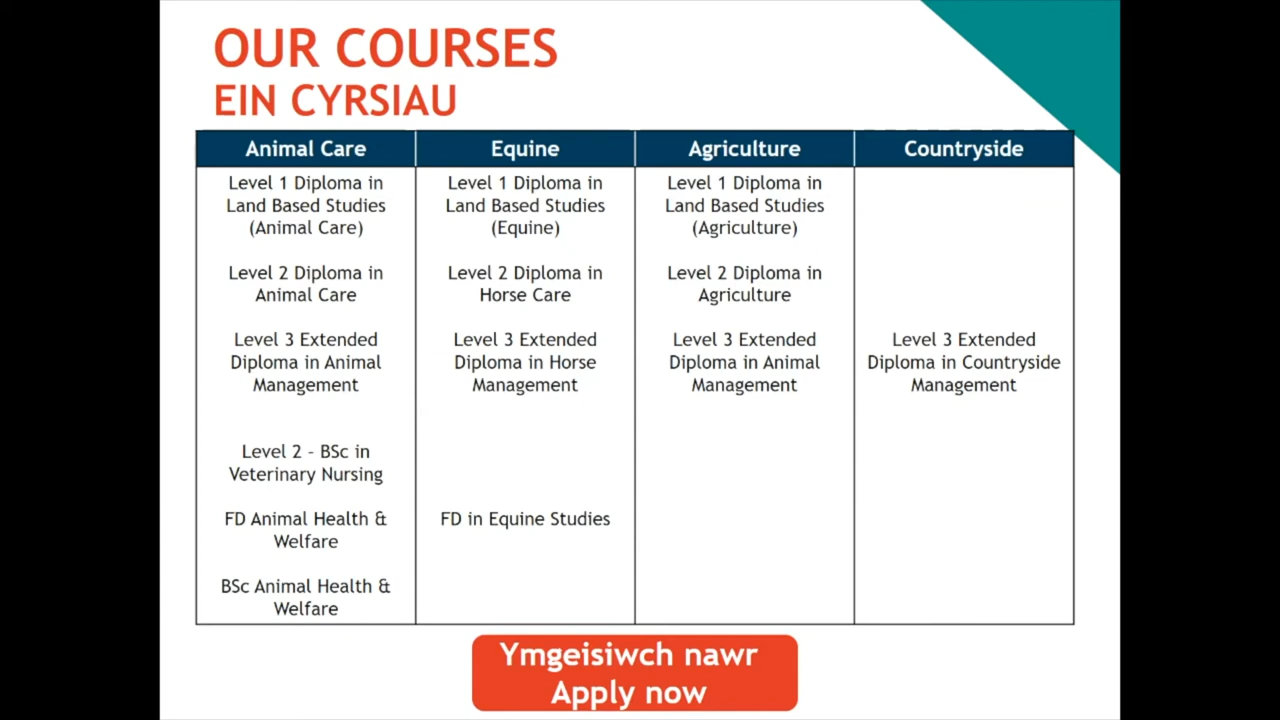 OUR COURSES
EIN CYRSIAU
Animal Care
Equine
Agriculture
Countryside
Level 1 Diploma in
Land Based Studies
(Animal Care)
Level 1 Diploma in
Land Based Studies
(Equine)
Level 1 Diploma in
Land Based Studies
(Agriculture)
Level 2 Diploma in
Animal Care
Level 2 Diploma in
Horse Care
Level 2 Diploma in
Agriculture
Level 3 Extended
Diploma in Animal
Management
Level 3 Extended
Diploma in Horse
Management
Level 3 Extended
Diploma in Animal
Management
Level 3 Extended
Diploma in Countryside
Management
Level 2 - BSc in
Veterinary Nursing
FD Animal Health &
Welfare
FD in Equine Studies
BSc Animal Health &
Welfare
Ymgeisiwch nawr
Apply now